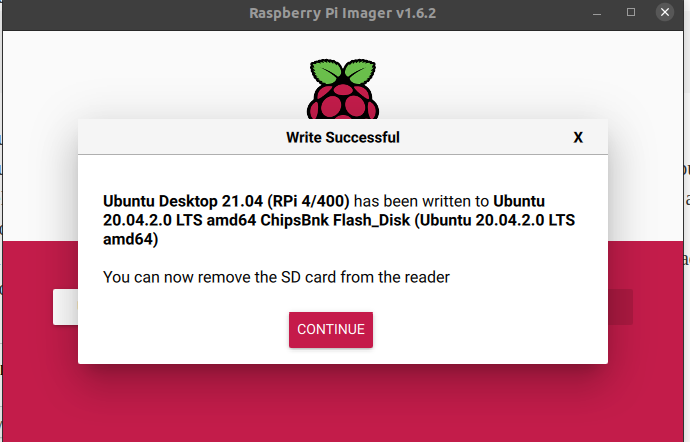 Raspberry Pi Imager v1.6.2
Write Successful
X
Ubuntu Desktop 21.04 (RPi 4/400) has been written to Ubuntu
20.04.2.0 LTS amd64 ChipsBnk Flash_Disk (Ubuntu 20.04.2.0 LTS
amd64)
You can now remove the SD card from the reader
CONTINUE